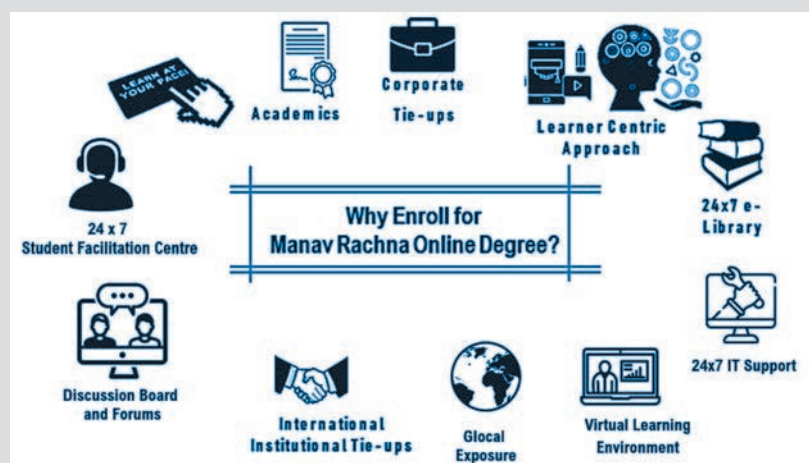 LEARN AT
YOUR PACE!
Academics
Corporate
Tie-ups
Learner Centric
Approach
24 x 7
Student Facilitation Centre
Why Enroll for
Manav Rachna Online Degree?
24x7 e-
Library
24x7 IT Support
Discussion Board
and Forums
International
Institutional Tie-ups
Glocal
Exposure
Virtual Learning
Environment